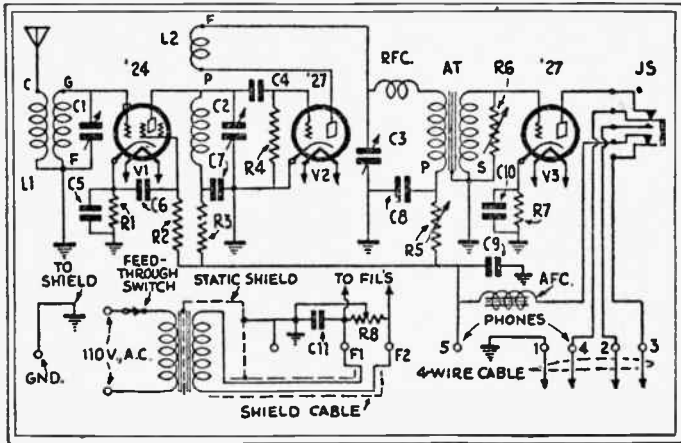 L2
F
C
G
'24
P
C4
'27
RFC.
AT
R6
'27
JS
C1
C2
C3
F
V1
C7
R4
V2
P
S
C10
V3
L1
C5
R1
C6
R2
R3
C8
R5
R7
C9
TO SHIELD
FEED-THROUGH SWITCH
STATIC SHIELD
TO FIL'S
AFC.
PHONES
110 V., A.C.
C11
R8
F1
F2
5
1
4
2
3
GND.
4-WIRE CABLE
SHIELD CABLE